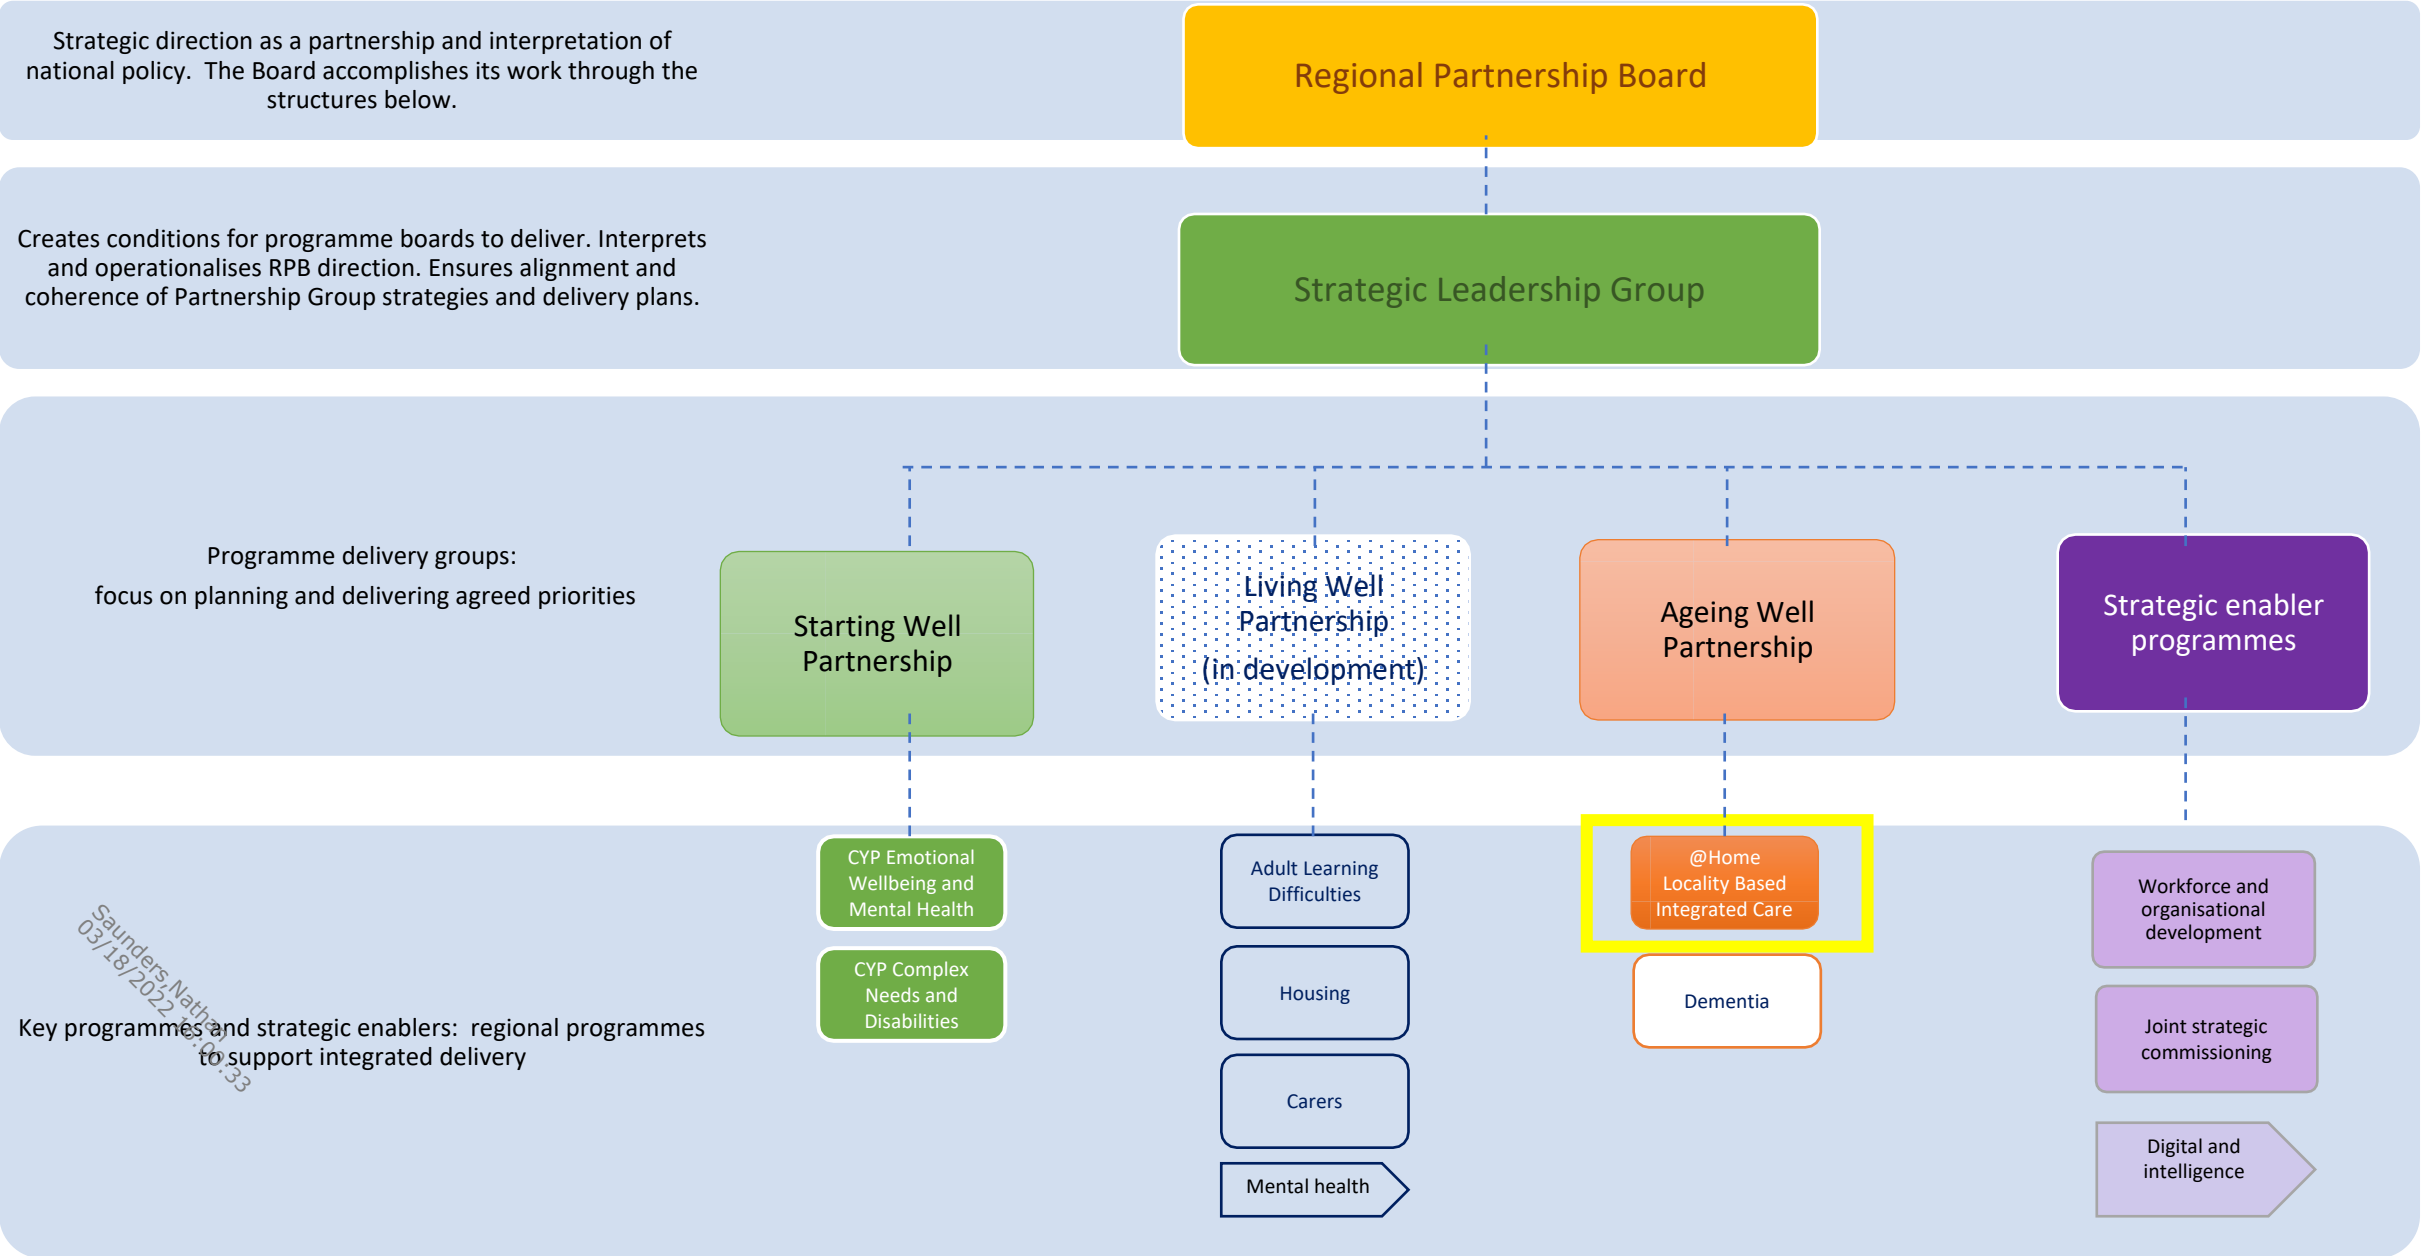 Strategic direction as a partnership and interpretation of
national policy.  The Board accomplishes its work through the
structures below.
Regional Partnership Board
Creates conditions for programme boards to deliver. Interprets
and operationalises RPB direction. Ensures alignment and
coherence of Partnership Group strategies and delivery plans.
Strategic Leadership Group
Programme delivery groups:
focus on planning and delivering agreed priorities
Starting Well
Partnership
Living Well
Partnership
(in development)
Ageing Well
Partnership
Strategic enabler
programmes
Key programmes and strategic enablers:  regional programmes
to support integrated delivery
CYP Emotional
Wellbeing and
Mental Health
CYP Complex
Needs and
Disabilities
Adult Learning
Difficulties
Housing
Carers
Mental health
@Home
Locality Based
Integrated Care
Dementia
Workforce and
organisational
development
Joint strategic
commissioning
Digital and
intelligence
Saunders,Nathan
03/18/2022 16:00:33